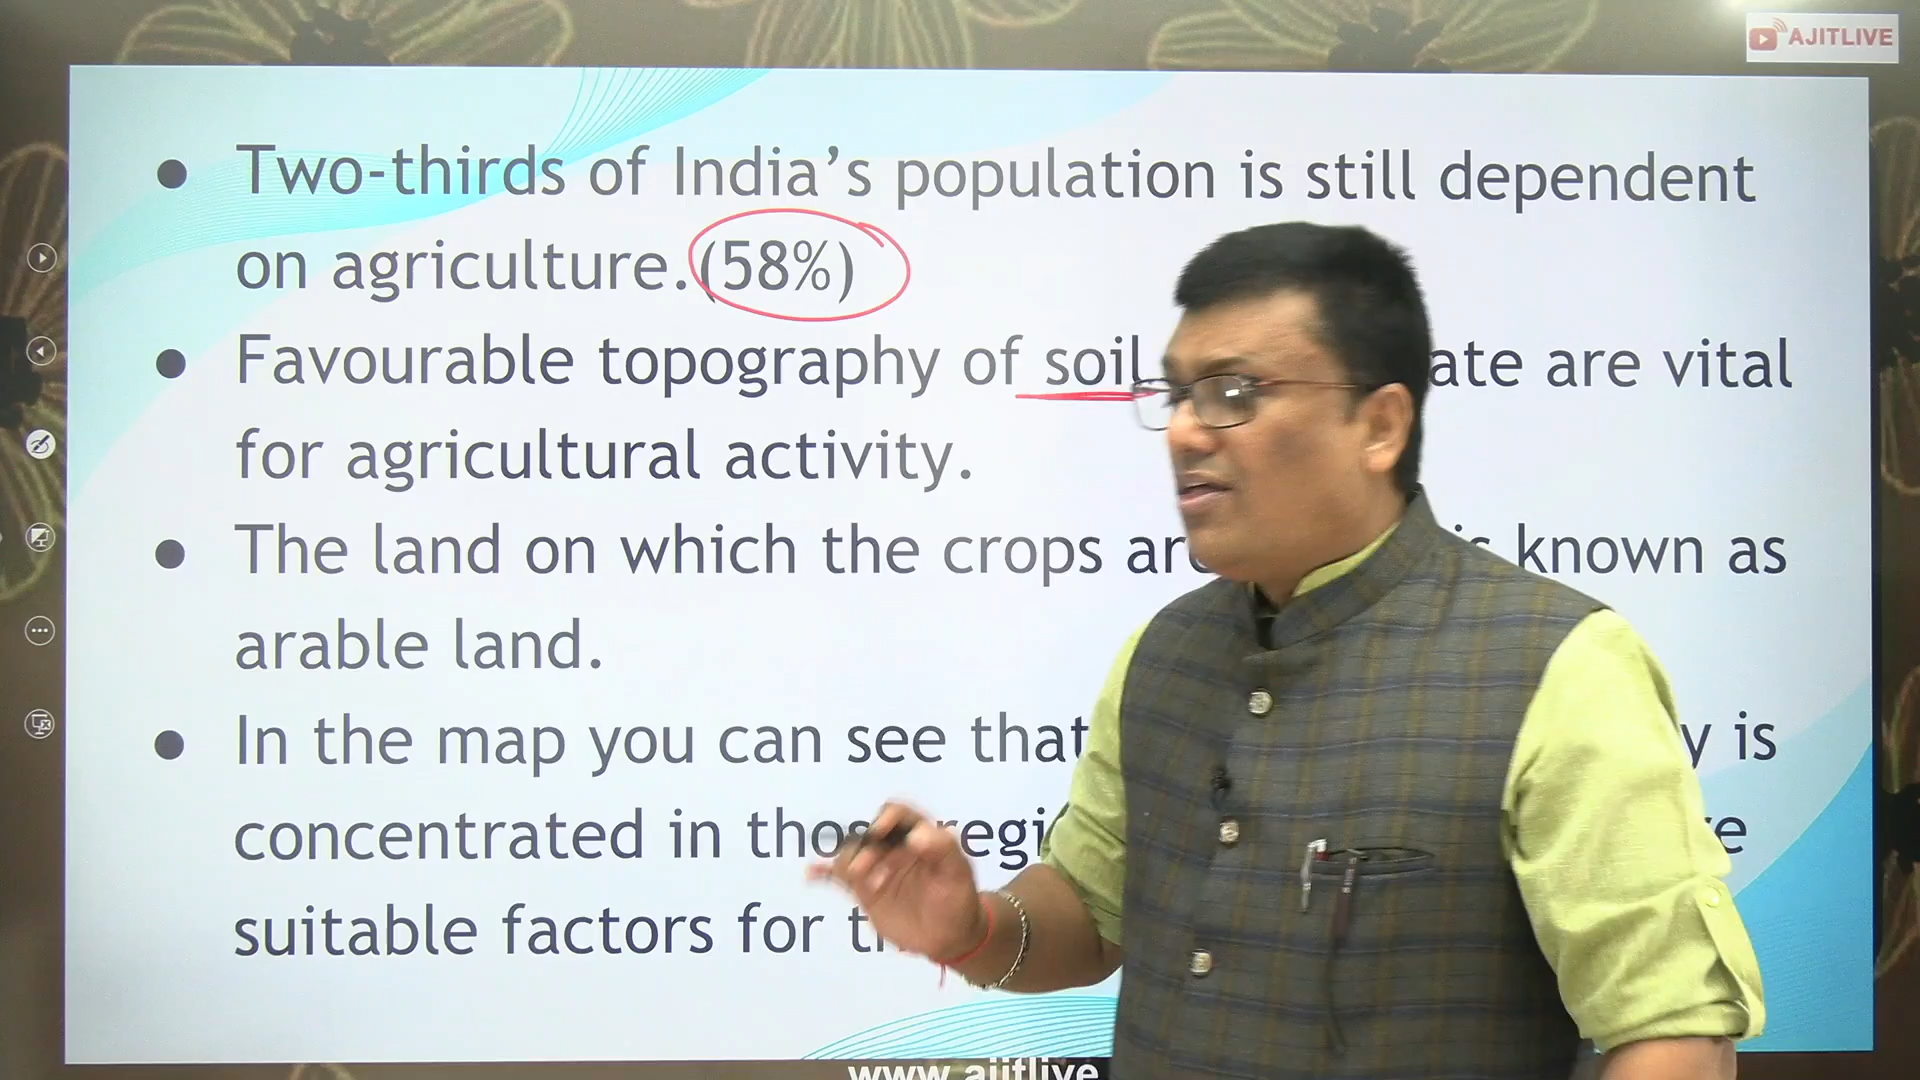 AJITLIVE
● Two-thirds of India’s population is still dependent
on agriculture.(58%)
● Favourable topography of soil ate are vital
for agricultural activity.
● The land on which the crops are known as
arable land.
● In the map you can see that y is
concentrated in those
suitable factors for
www.ajitlive